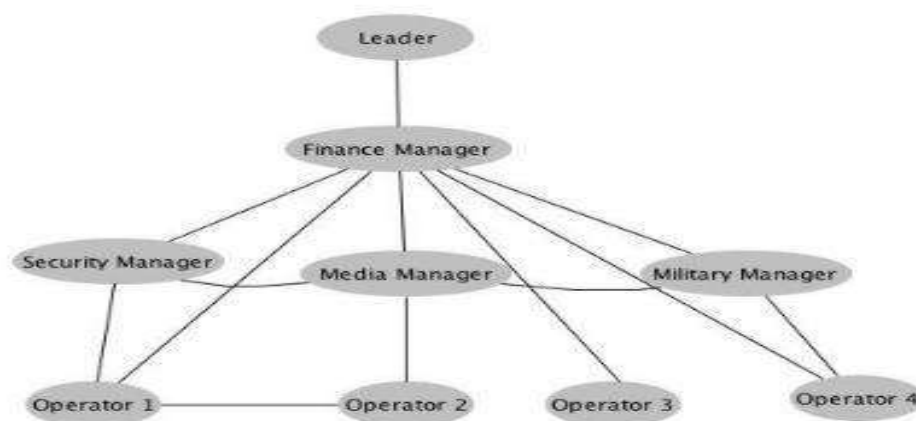 Leader
Finance Manager
Security Manager
Media Manager
Military Manager
Operator 1
Operator 2
Operator 3
Operator 4